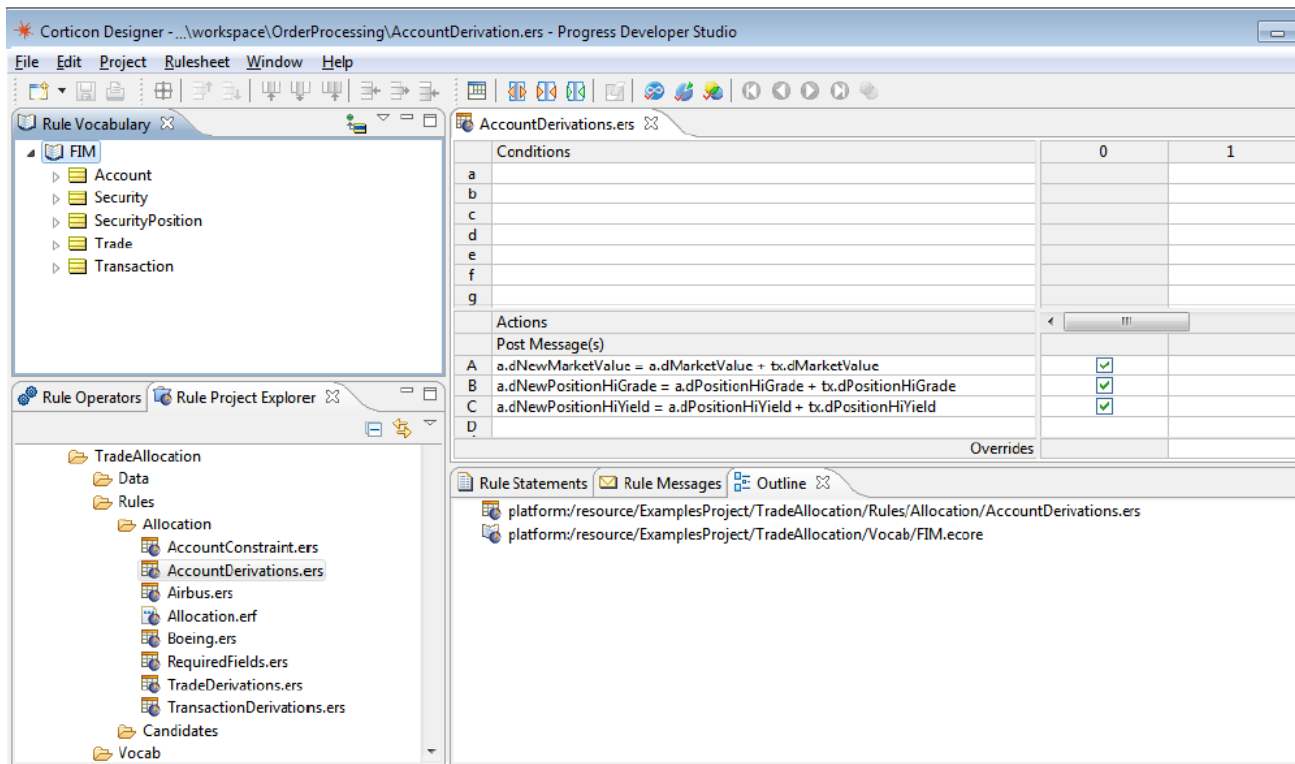 Corticon Designer -...\workspace\OrderProcessing\AccountDerivation.ers - Progress Developer Studio
File Edit Project Rulesheet Window Help
Rule Vocabulary
FIM
Account
Security
SecurityPosition
Trade
Transaction
Rule Operators Rule Project Explorer
TradeAllocation
Data
Rules
Allocation
AccountConstraint.ers
AccountDerivations.ers
Airbus.ers
Allocation.erf
Boeing.ers
RequiredFields.ers
TradeDerivations.ers
TransactionDerivations.ers
Candidates
Vocab
AccountDerivations.ers
Conditions 0 1
a
b
c
d
e
f
g
Actions
Post Message(s)
A a.dNewMarketValue = a.dMarketValue + tx.dMarketValue
B a.dNewPositionHiGrade = a.dPositionHiGrade + tx.dPositionHiGrade
C a.dNewPositionHiYield = a.dPositionHiYield + tx.dPositionHiYield
D
Overrides
Rule Statements Rule Messages Outline
platform:/resource/ExamplesProject/TradeAllocation/Rules/Allocation/AccountDerivations.ers
platform:/resource/ExamplesProject/TradeAllocation/Vocab/FIM.ecore